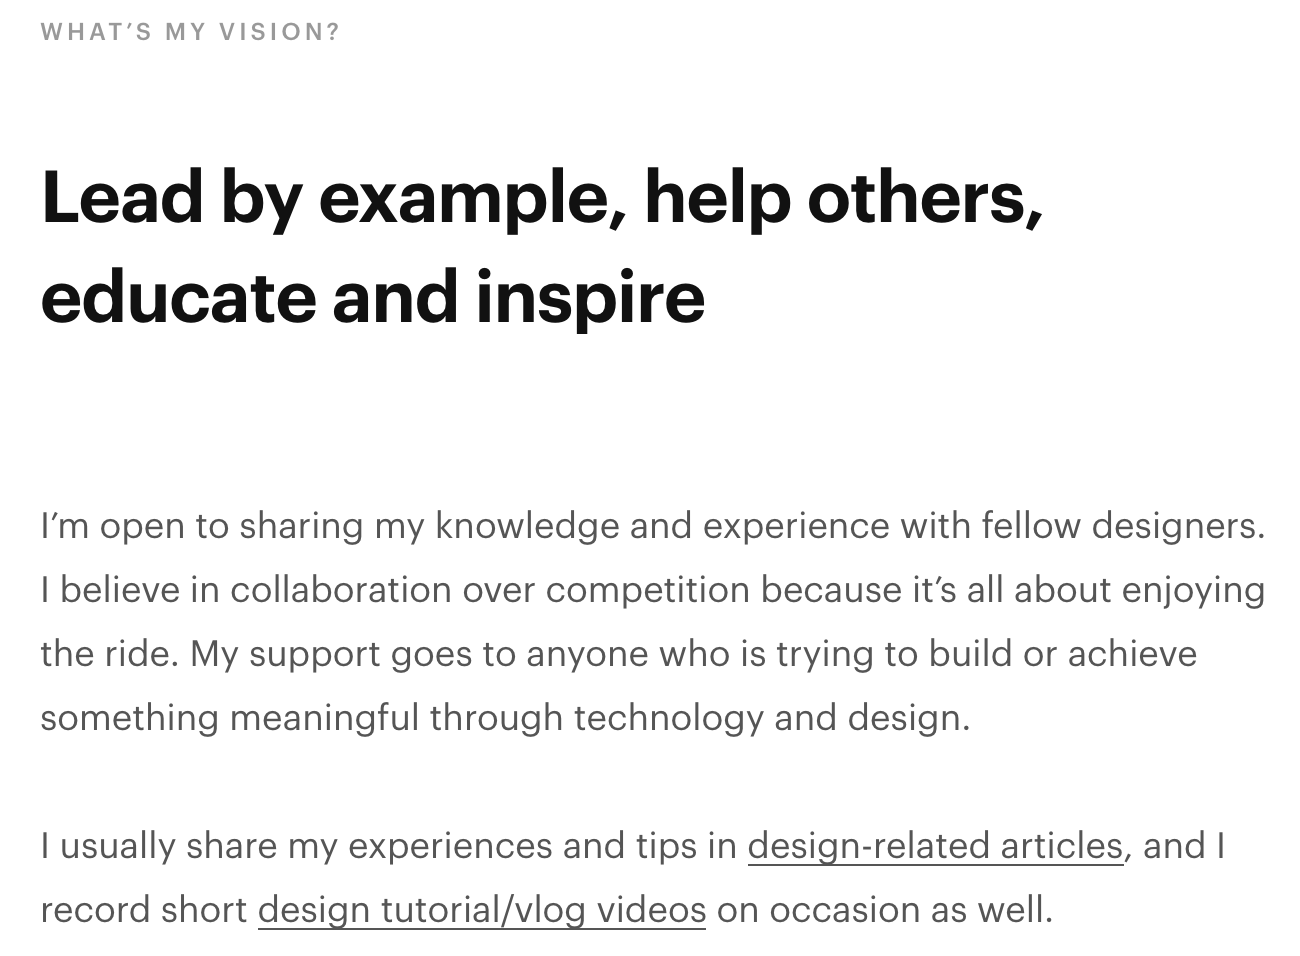 WHAT’S MY VISION?
Lead by example, help others,
educate and inspire
I’m open to sharing my knowledge and experience with fellow designers.
I believe in collaboration over competition because it’s all about enjoying
the ride. My support goes to anyone who is trying to build or achieve
something meaningful through technology and design.
I usually share my experiences and tips in design-related articles, and I
record short design tutorial/vlog videos on occasion as well.